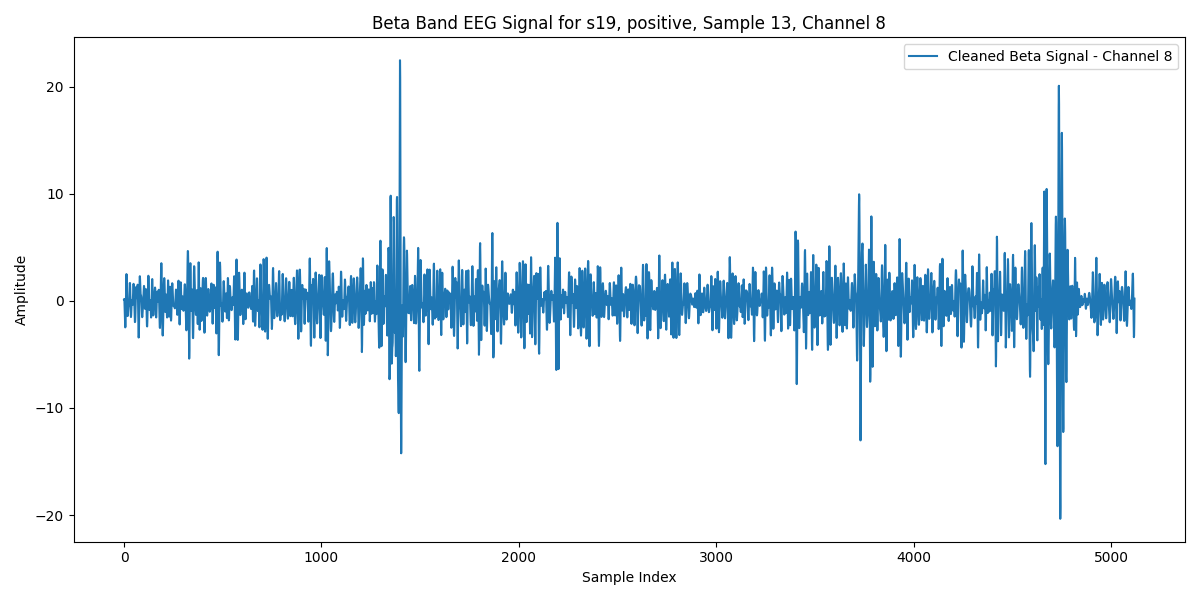 Beta Band EEG Signal for s19, positive, Sample 13, Channel 8
Cleaned Beta Signal - Channel 8
Amplitude
20
10
0
−10
−20
0 1000 2000 3000 4000 5000
Sample Index